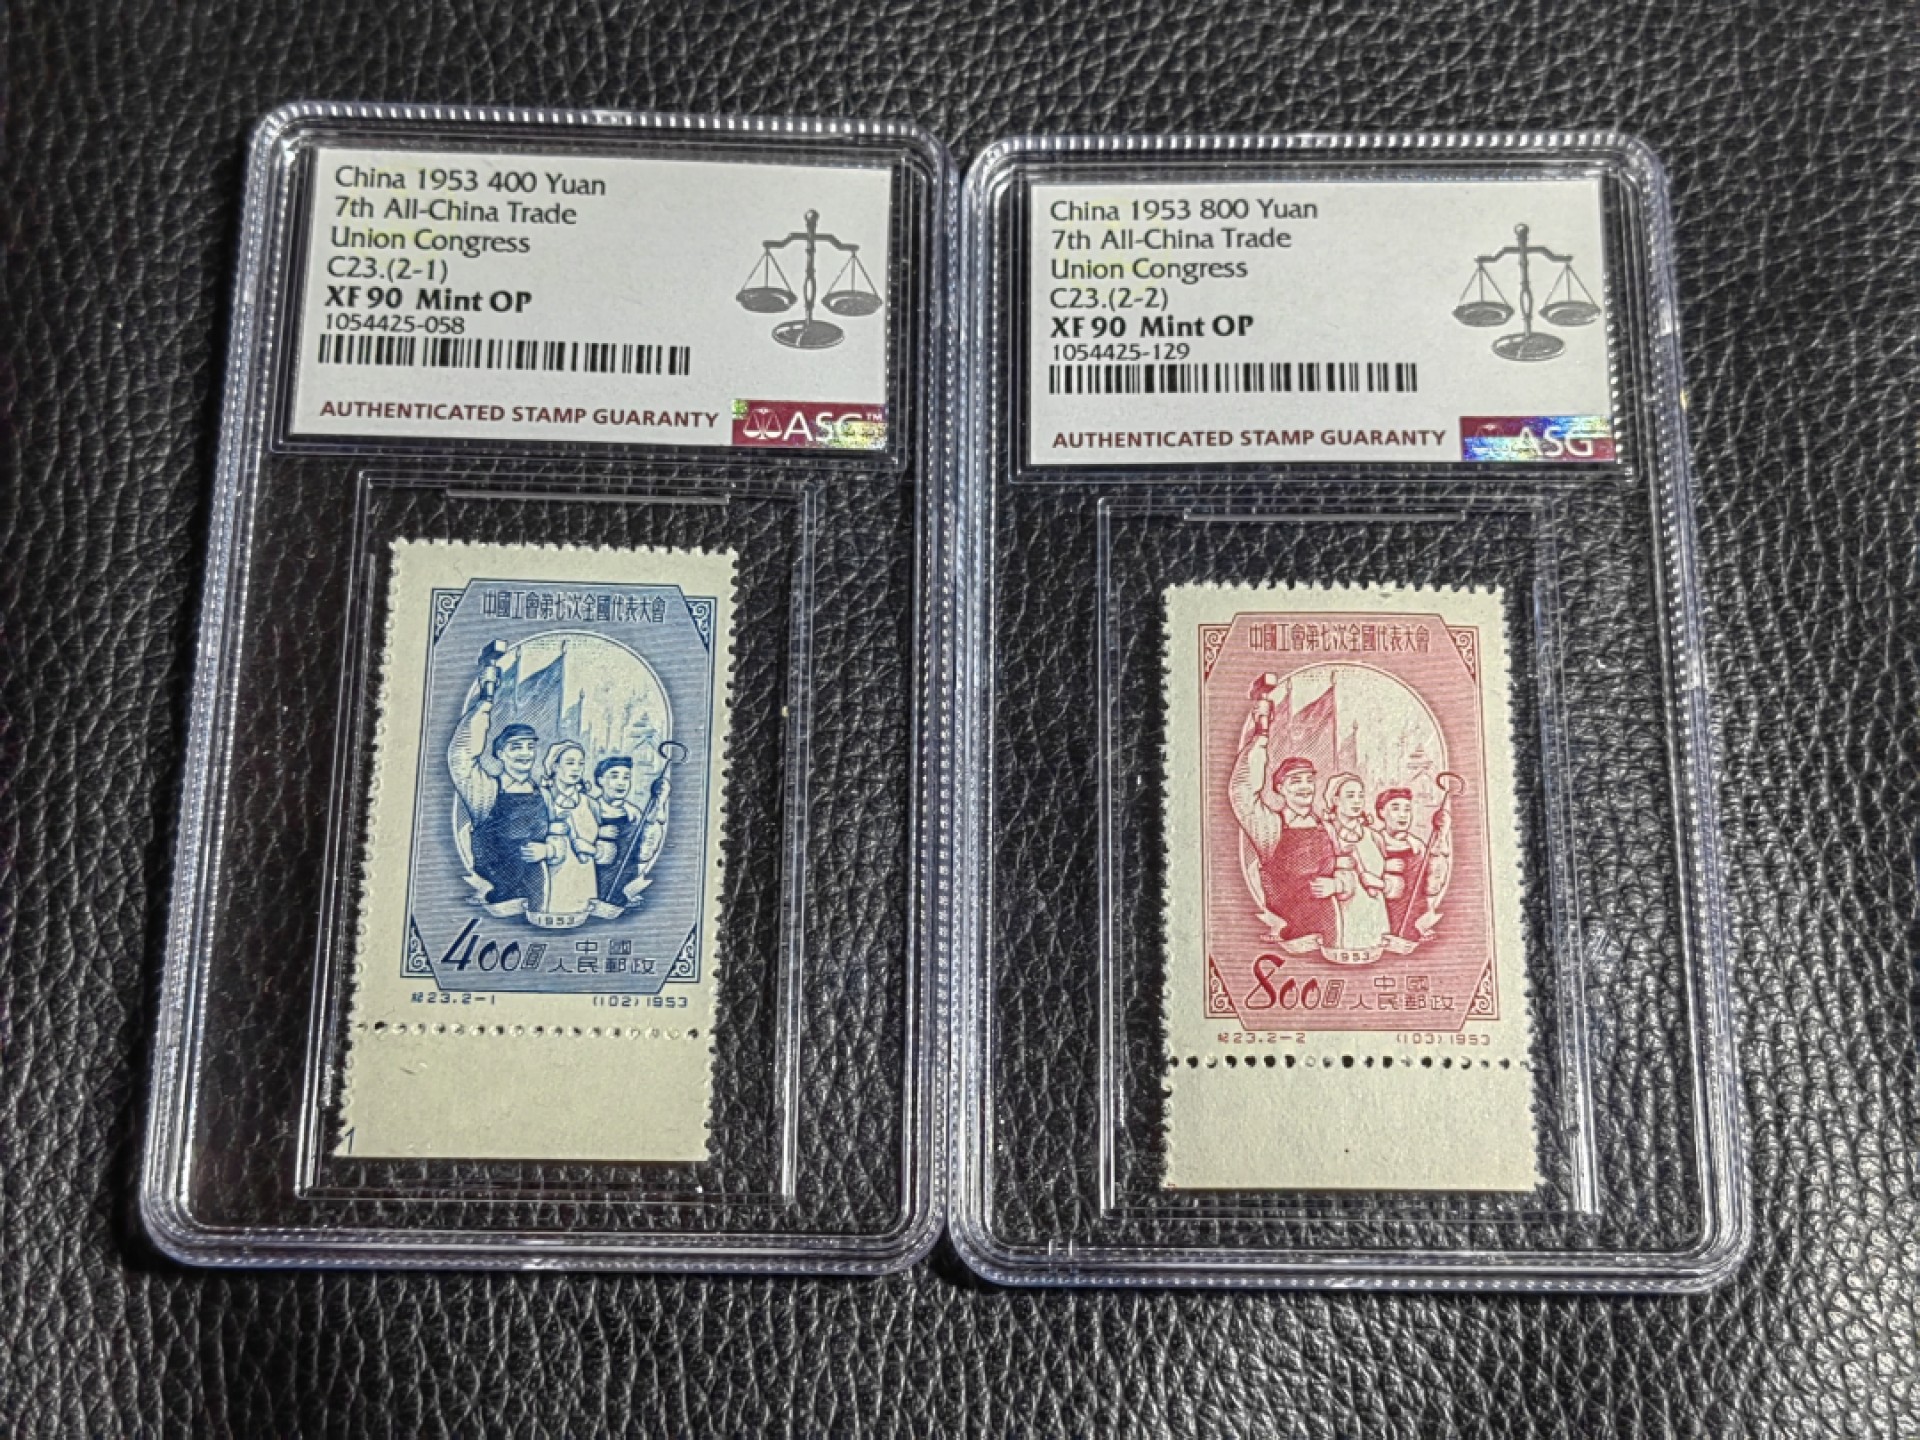 China 1953 400 Yuan
7th All-China Trade
Union Congress
C23.(2-1)
XF 90 Mint OP
1054425-058
AUTHENTICATED STAMP GUARANTY
ASG™
中國工會第七次全國代表大會
1953
400圓
中國
人民郵政
紀23.2-1
(102)1953
1
China 1953 800 Yuan
7th All-China Trade
Union Congress
C23.(2-2)
XF 90 Mint OP
1054425-129
AUTHENTICATED STAMP GUARANTY
ASG
中國工會第七次全國代表大會
1953
800圓
中國
人民郵政
紀23.2-2
(103)1953